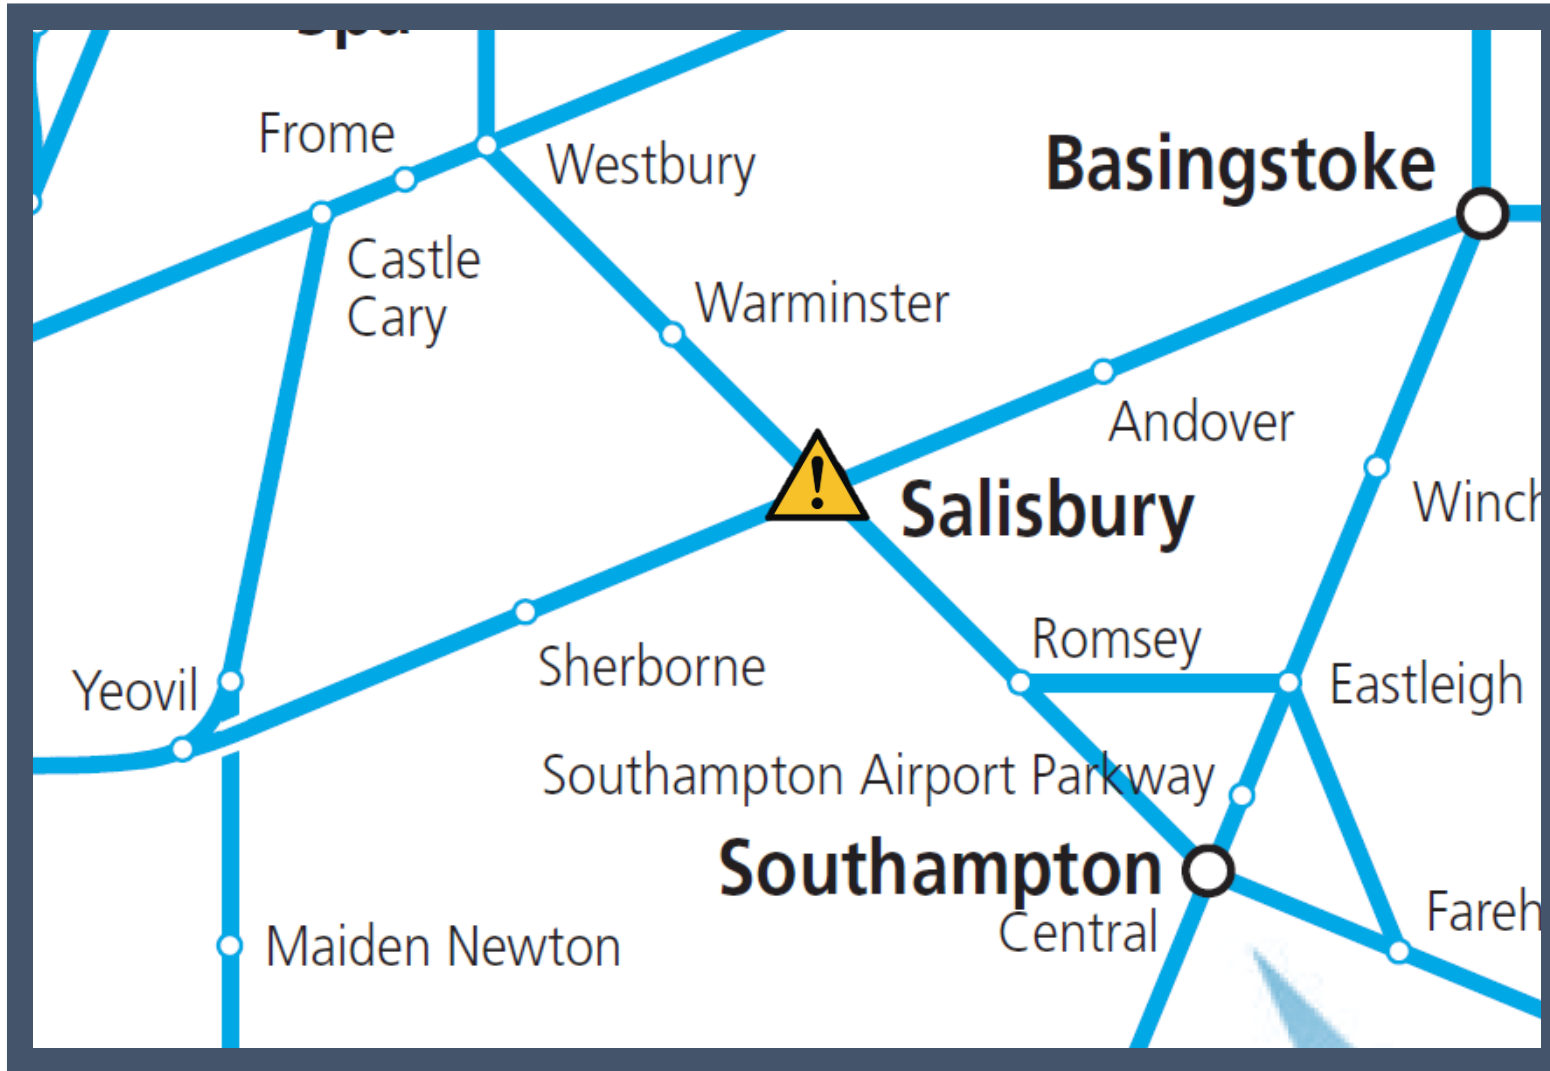 Spa
Frome
Westbury
Basingstoke
Castle
Cary
Warminster
Andover
Salisbury
Winch
Romsey
Sherborne
Yeovil
Eastleigh
Southampton Airport Parkway
Southampton
Central
Fareh
Maiden Newton
!